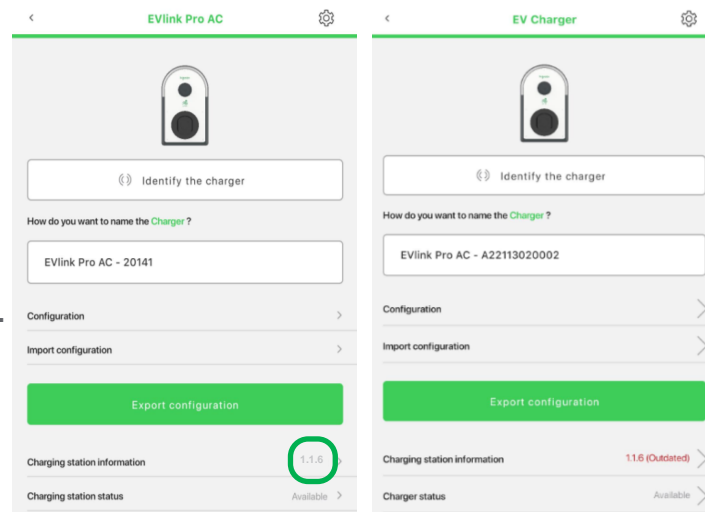 EVlink Pro AC
Identify the charger
How do you want to name the Charger ?
EVlink Pro AC - 20141
Configuration
Import configuration
Export configuration
Charging station information 1.1.6
Charging station status Available
EV Charger
Identify the charger
How do you want to name the Charger ?
EVlink Pro AC - A22113020002
Configuration
Import configuration
Export configuration
Charging station information 1.1.6 (Outdated)
Charger status Available